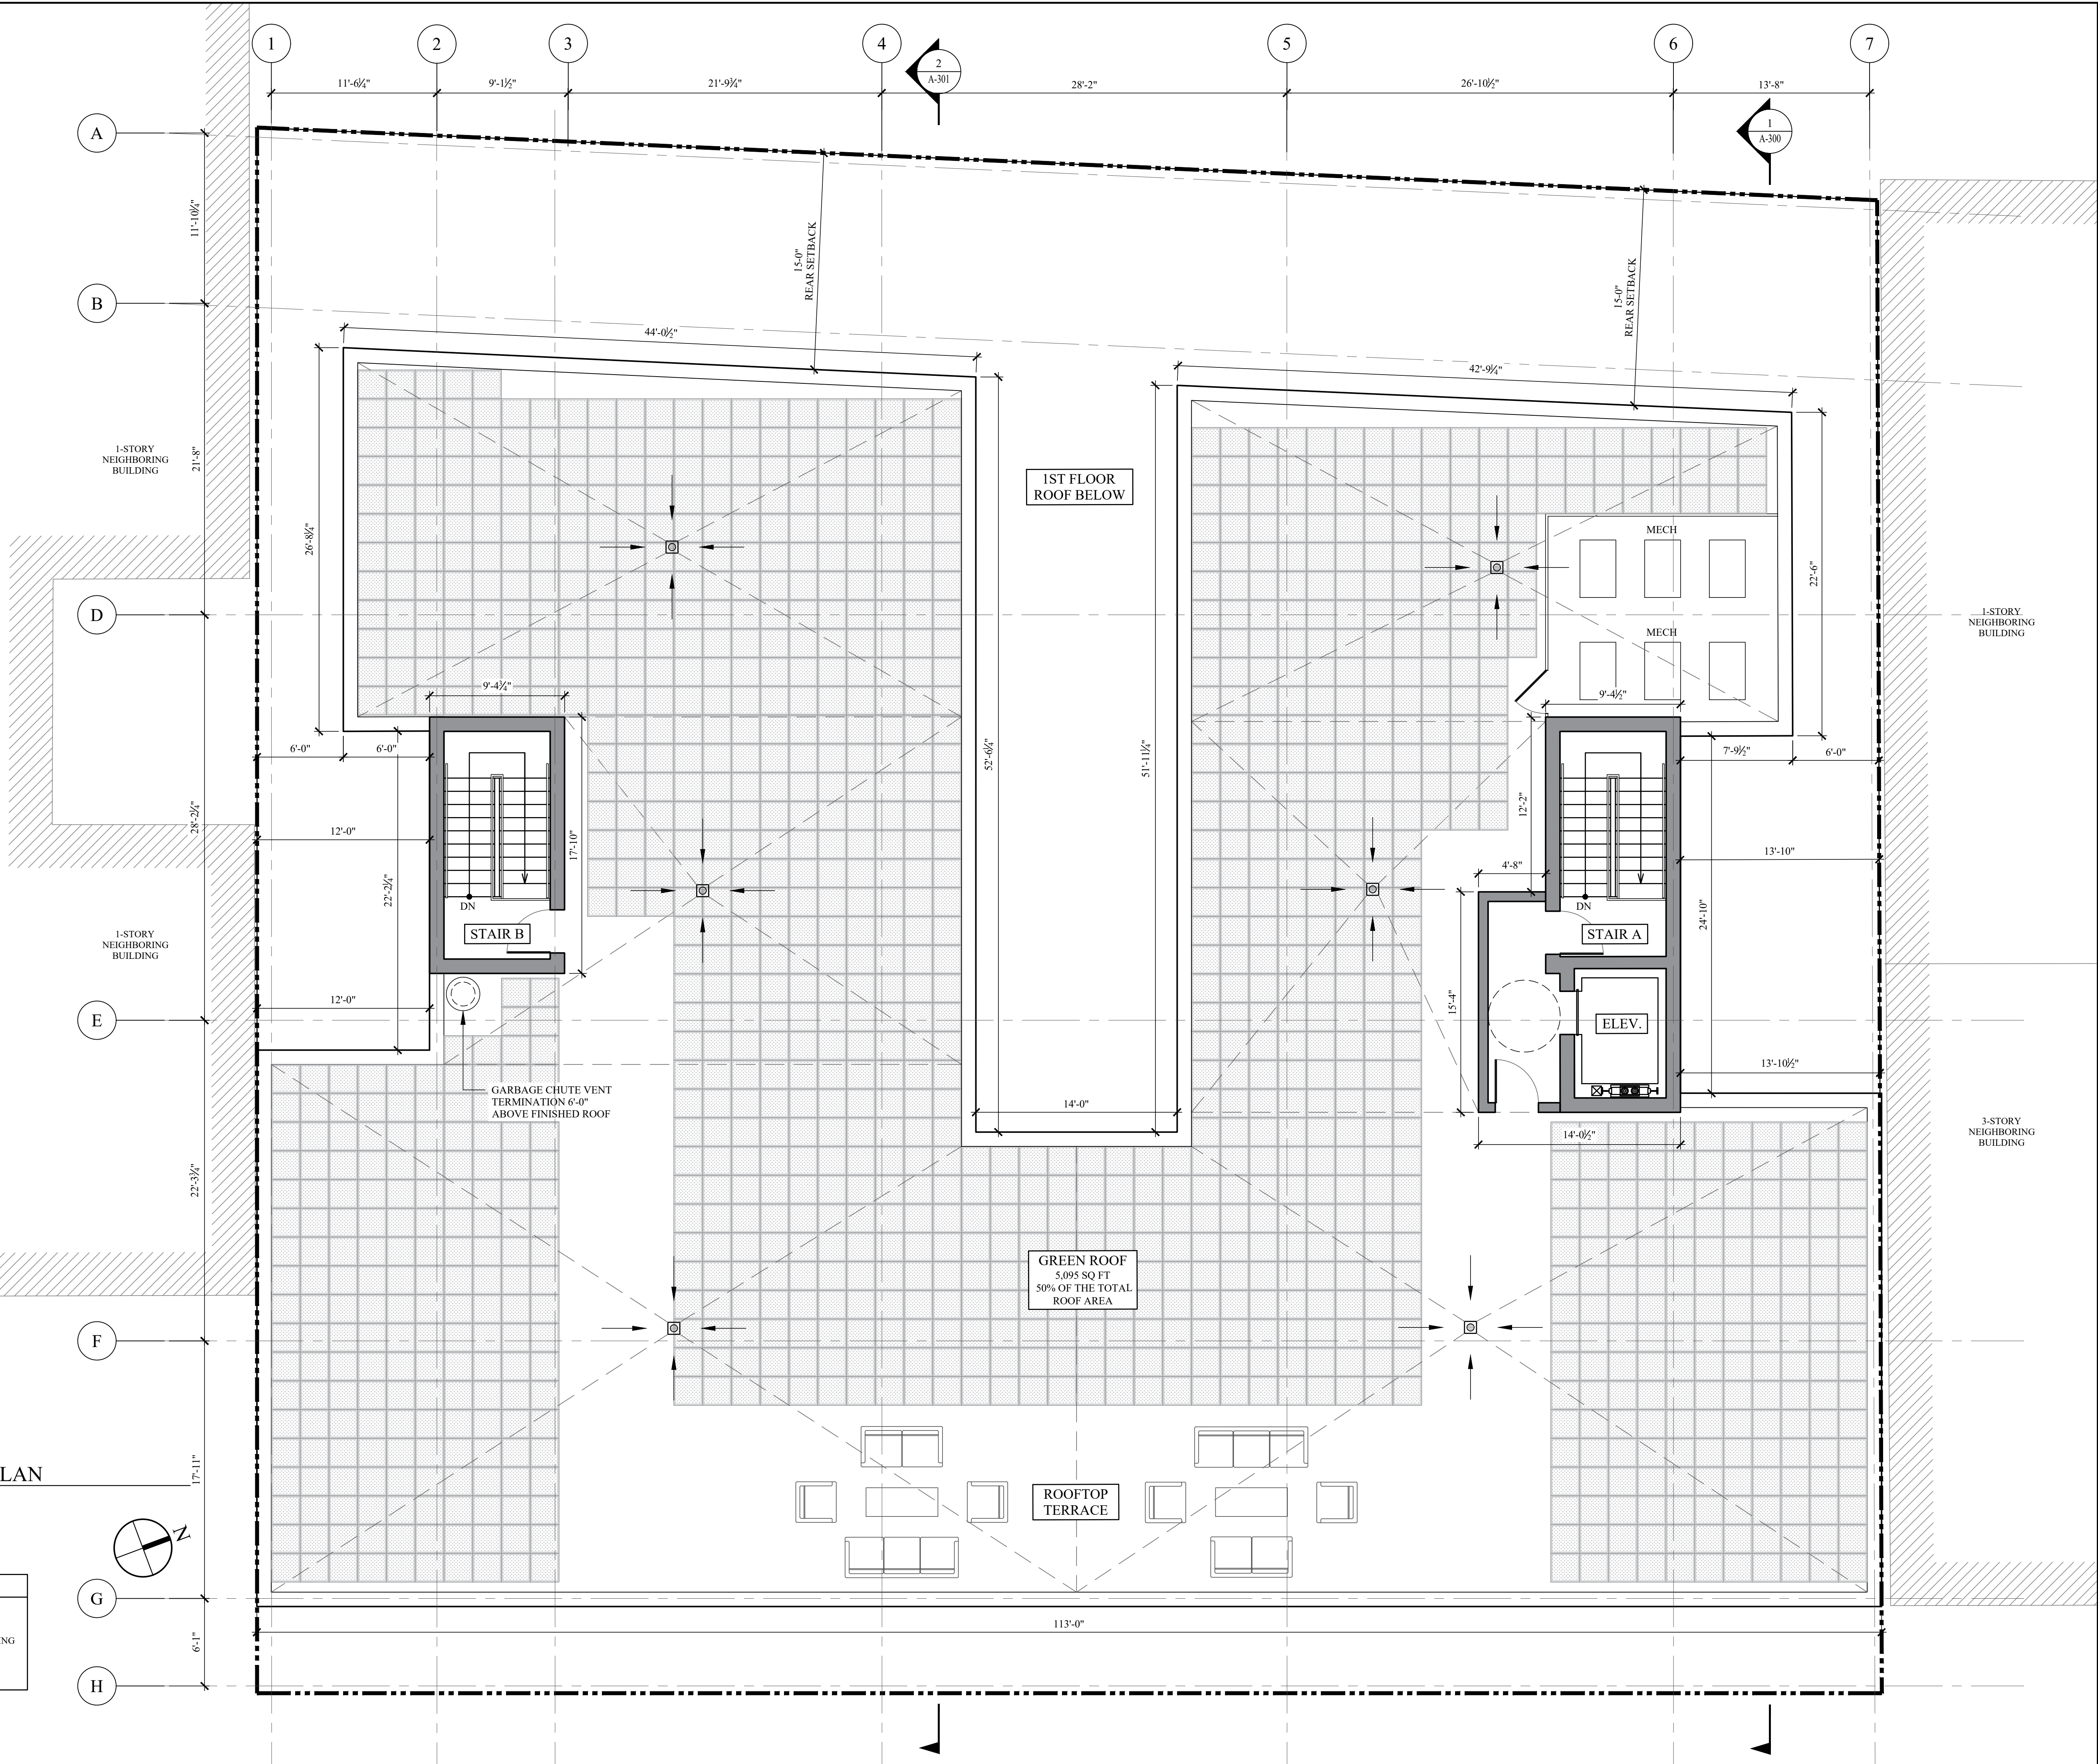 1
2
3
4
5
6
7
2
A-301
1
A-300
11'-6¼"
9'-1½"
21'-9¾"
28'-2"
26'-10½"
13'-8"
A
B
D
E
F
G
H
11'-10¼"
21'-8"
28'-2¼"
22'-3¾"
17'-11"
6'-1"
15'-0"
REAR SETBACK
15'-0"
REAR SETBACK
44'-0½"
42'-9¼"
1-STORY
NEIGHBORING
BUILDING
1ST FLOOR
ROOF BELOW
MECH
26'-8¼"
22'-6"
1-STORY
NEIGHBORING
BUILDING
MECH
9'-4¾"
9'-4½"
6'-0"
6'-0"
52'-6¼"
51'-11¼"
7'-9½"
6'-0"
12'-0"
17'-10"
12'-2"
13'-10"
4'-8"
22'-2¼"
DN
STAIR B
DN
STAIR A
24'-10"
1-STORY
NEIGHBORING
BUILDING
12'-0"
15'-4"
ELEV.
13'-10½"
GARBAGE CHUTE VENT
TERMINATION 6'-0"
ABOVE FINISHED ROOF
14'-0"
14'-0½"
3-STORY
NEIGHBORING
BUILDING
GREEN ROOF
5,095 SQ FT
50% OF THE TOTAL
ROOF AREA
LAN
ROOFTOP
TERRACE
N
ING
113'-0"